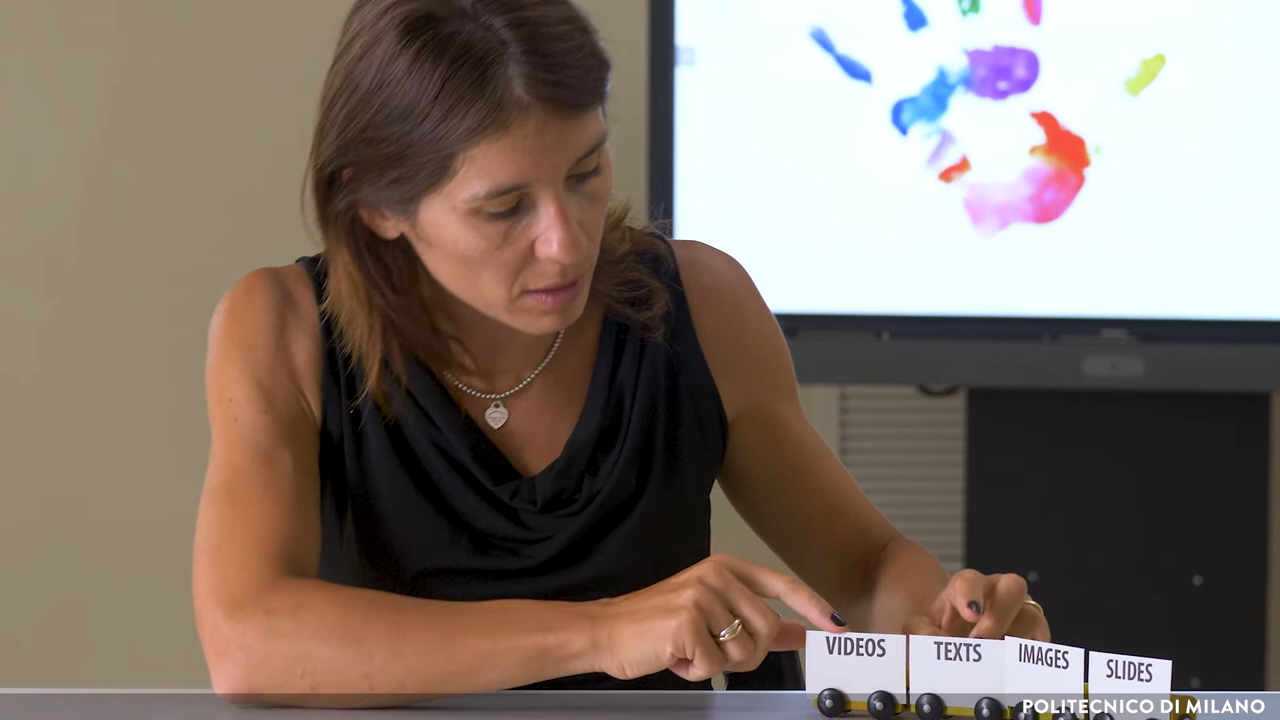 VIDEOS
TEXTS
IMAGES
SLIDES
POLITECNICO DI MILANO